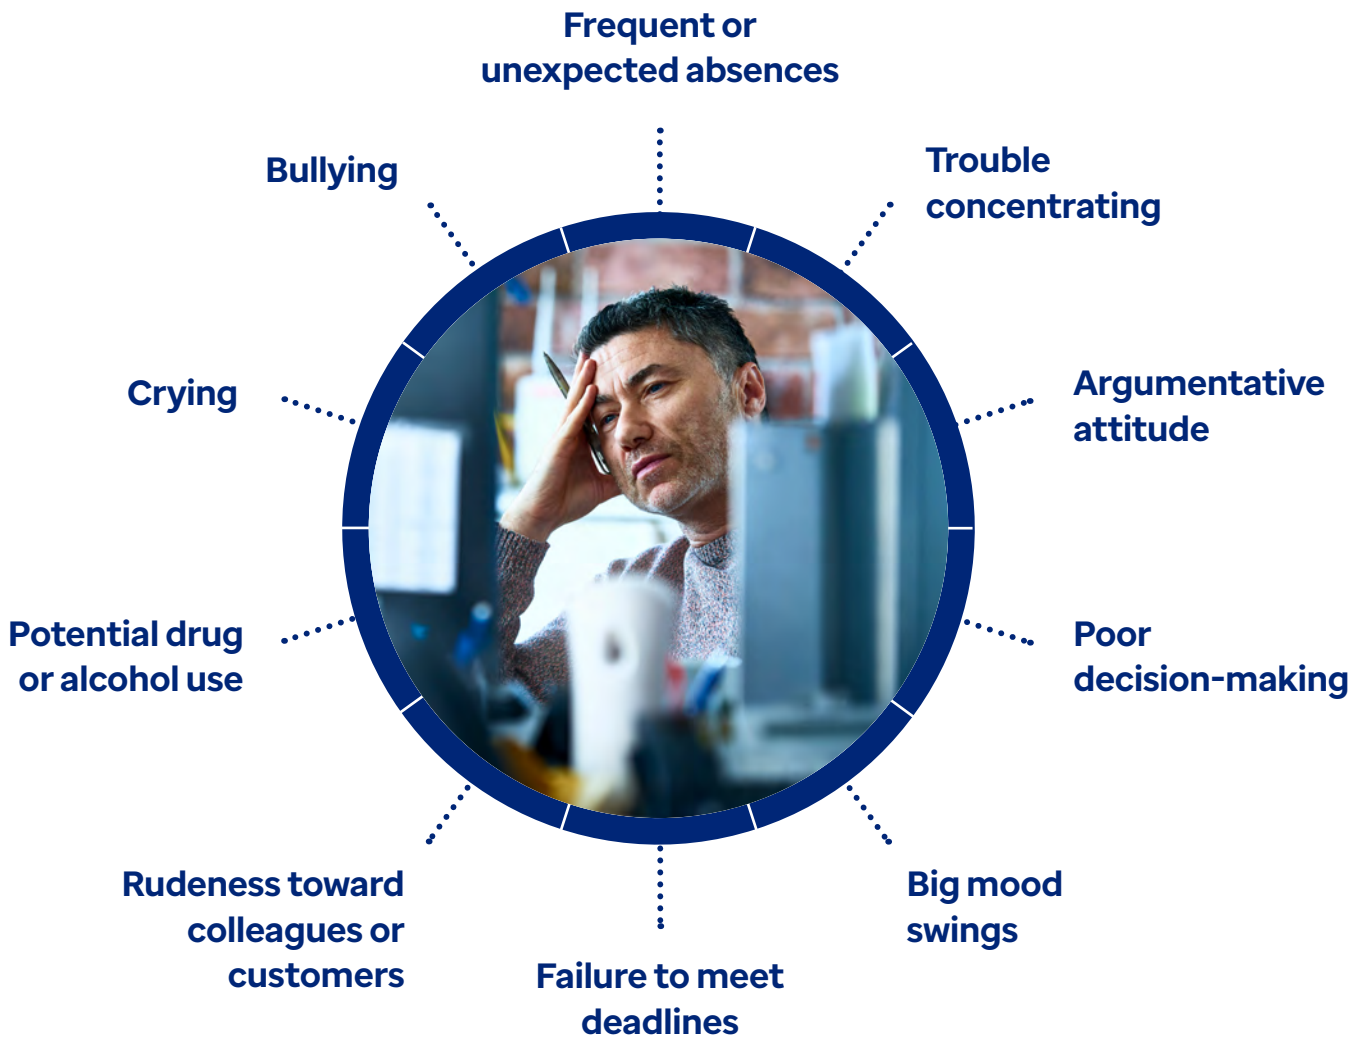 Frequent or
unexpected absences
Trouble
concentrating
Argumentative
attitude
Poor
decision-making
Big mood
swings
Failure to meet
deadlines
Rudeness toward
colleagues or
customers
Potential drug
or alcohol use
Crying
Bullying